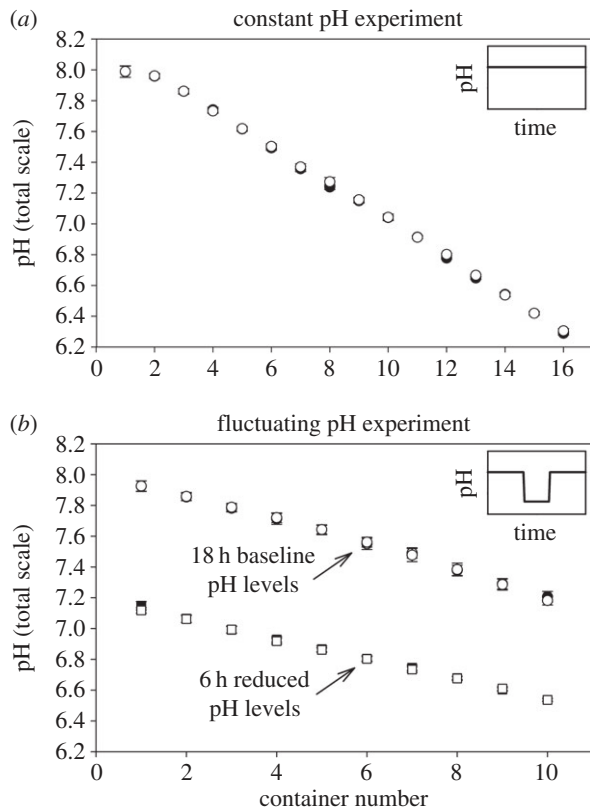 (a) constant pH experiment
8.2
8.0
7.8
7.6
7.4
7.2
7.0
6.8
6.6
6.4
6.2
pH (total scale)
0 2 4 6 8 10 12 14 16
pH
time
(b) fluctuating pH experiment
8.2
8.0
7.8
7.6
7.4
7.2
7.0
6.8
6.6
6.4
6.2
pH (total scale)
pH
time
18 h baseline
pH levels
6 h reduced
pH levels
0 2 4 6 8 10
container number